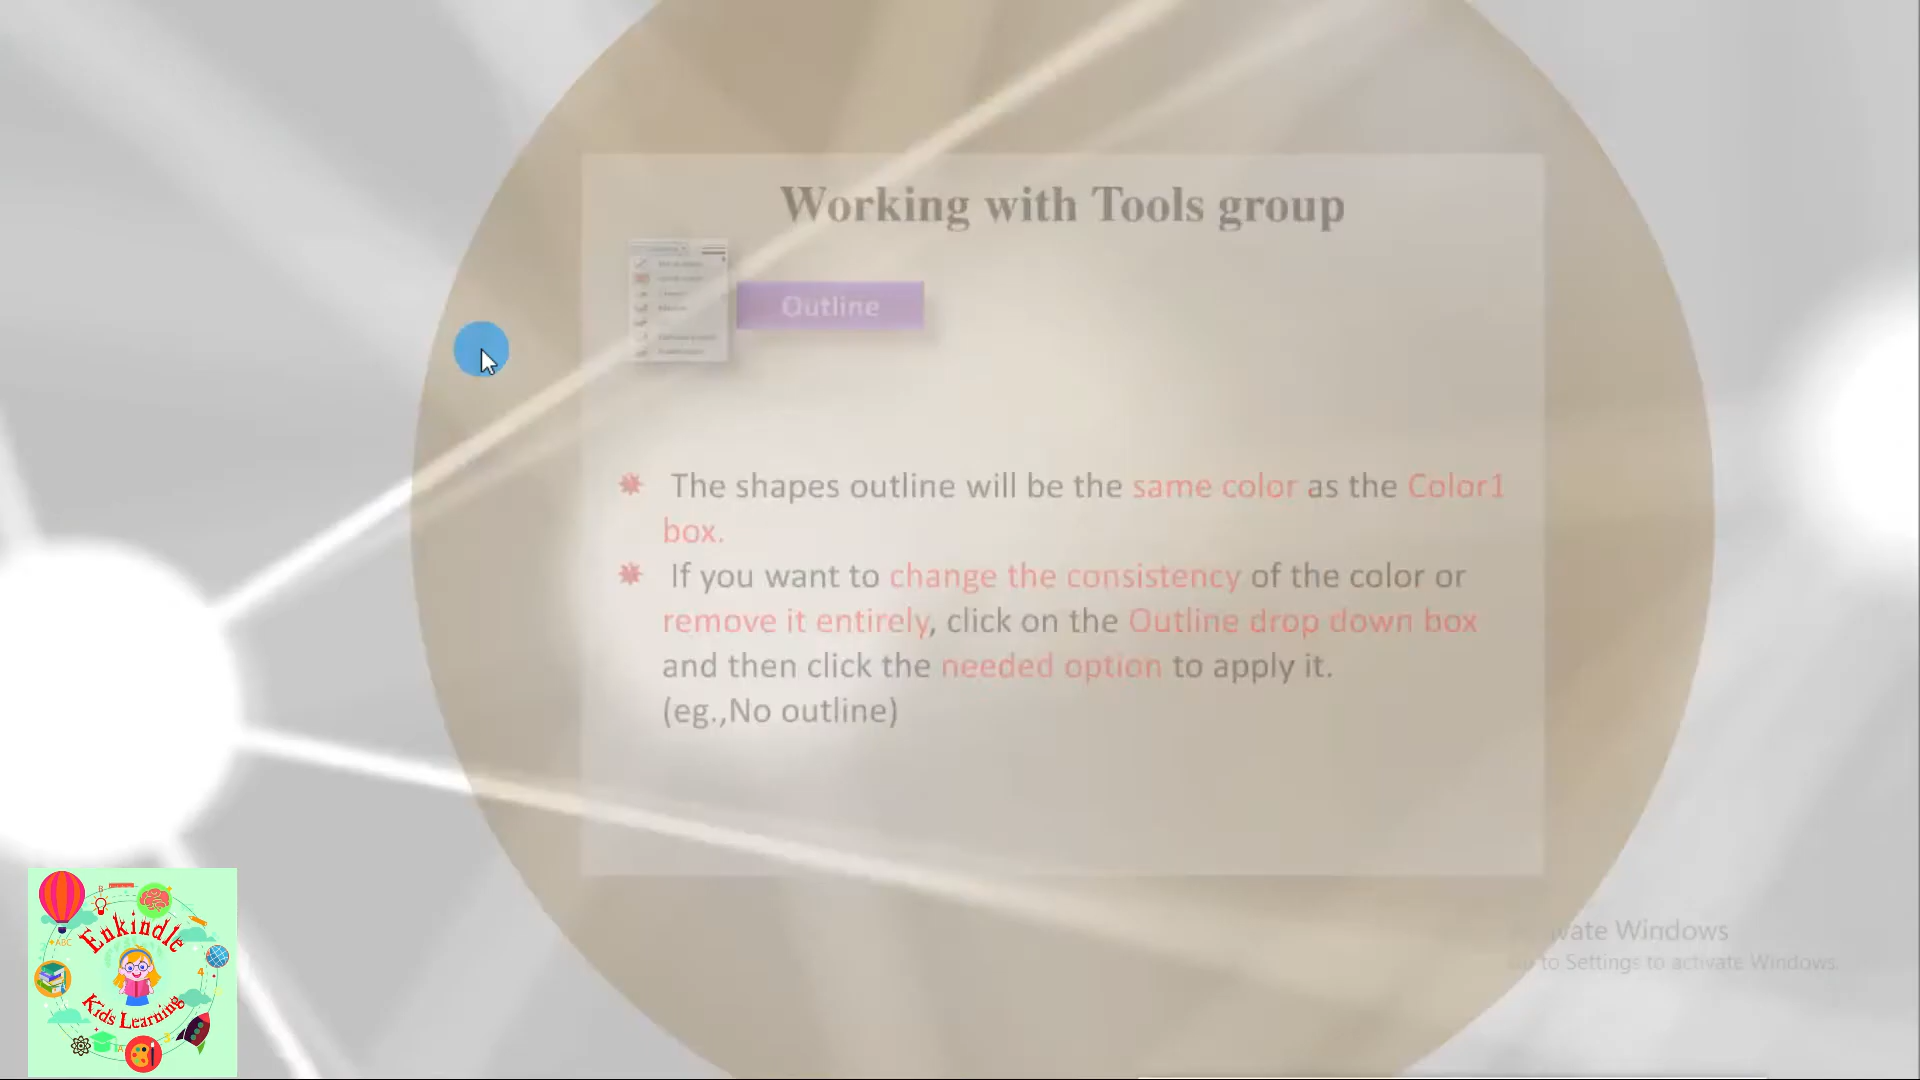 Working with Tools group
Outline
The shapes outline will be the same color as the Color1
box.
If you want to change the consistency of the color or
remove it entirely, click on the Outline drop down box
and then click the needed option to apply it.
(eg.,No outline)
Windows
to Settings to activate Windows.
Enkindle
Kids Learning
ABC
B
4